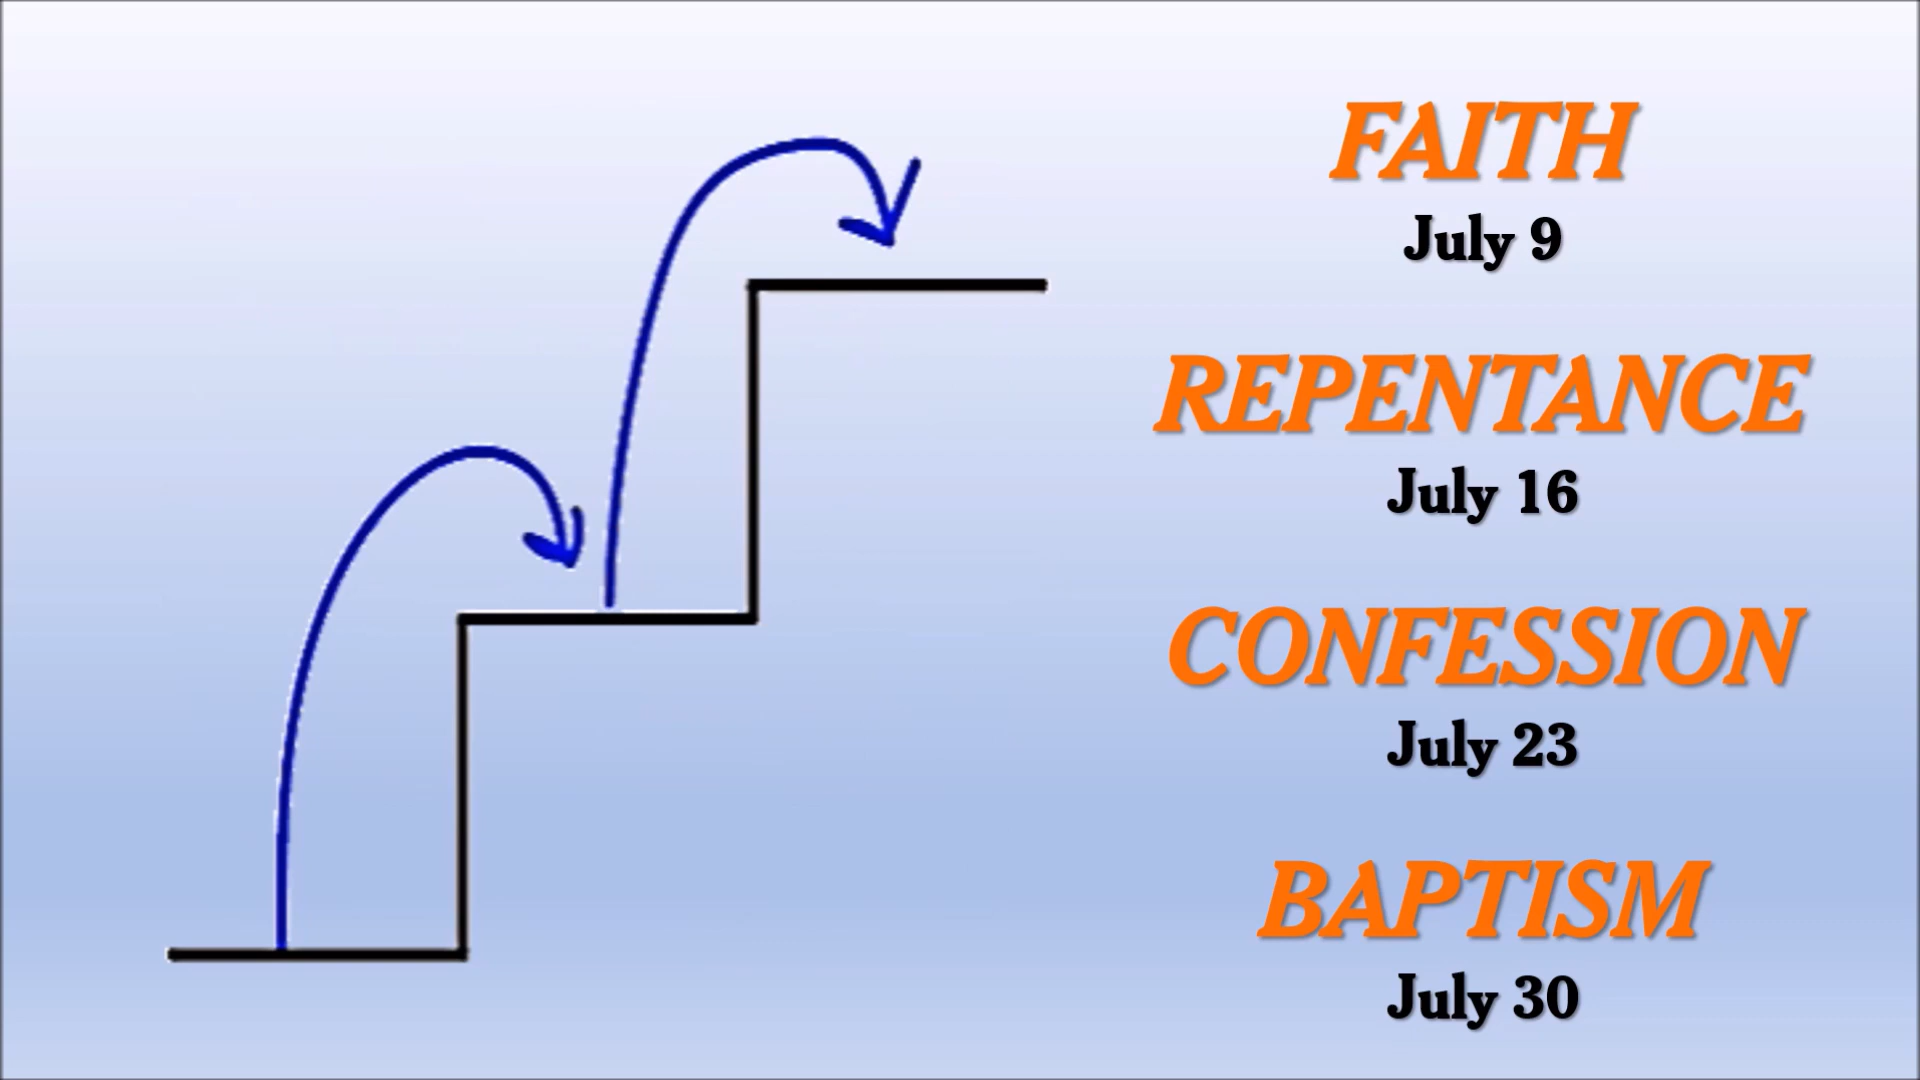 FAITH
July 9
REPENTANCE
July 16
CONFESSION
July 23
BAPTISM
July 30